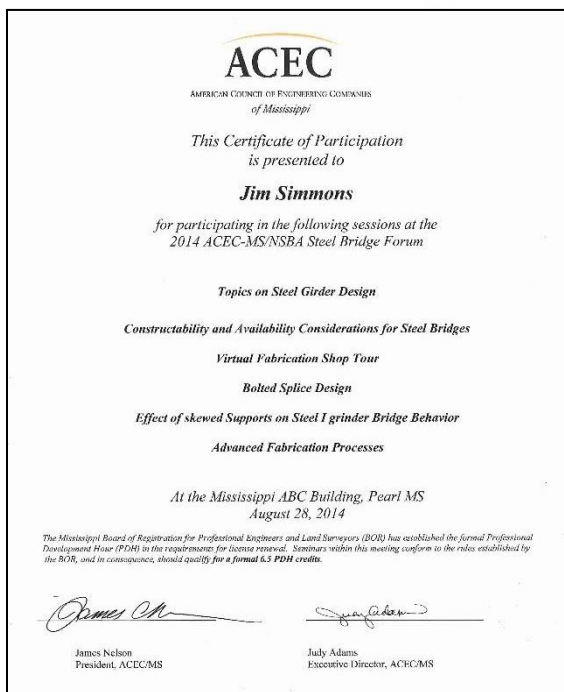 ACEC
AMERICAN COUNCIL OF ENGINEERING COMPANIES
of Mississippi
This Certificate of Participation
is presented to
Jim Simmons
for participating in the following sessions at the
2014 ACEC-MS/NSBA Steel Bridge Forum
Topics on Steel Girder Design
Constructability and Availability Considerations for Steel Bridges
Virtual Fabrication Shop Tour
Bolted Splice Design
Effect of skewed Supports on Steel I grinder Bridge Behavior
Advanced Fabrication Processes
At the Mississippi ABC Building, Pearl MS
August 28, 2014
The Mississippi Board of Registration for Professional Engineers and Land Surveyors (BOR) has established the formal Professional
Development Hour (PDH) in the requirements for license renewal. Seminars within this meeting conform to the rules established by
the BOR, and in consequence, should qualify for a formal 6.5 PDH credits.
James Judy Adams
James Nelson
President, ACEC/MS
Judy Adams
Executive Director, ACEC/MS